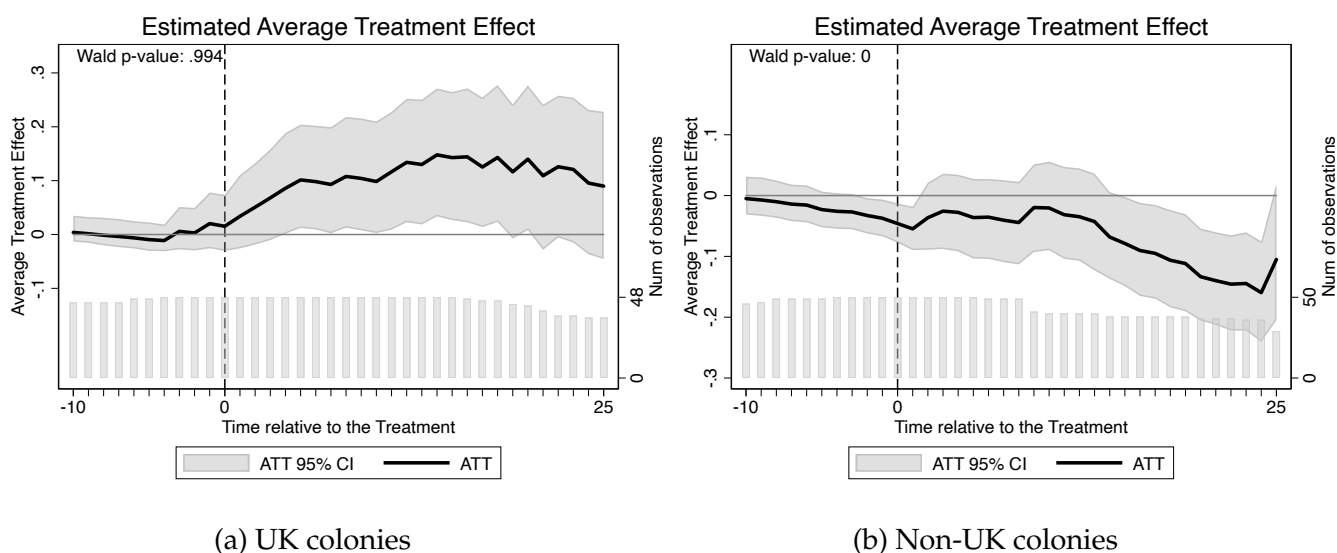 Estimated Average Treatment Effect
Wald p-value: .994
Average Treatment Effect
.3
.2
.1
0
-.1
Num of observations
48
0
-10
0
25
Time relative to the Treatment
ATT 95% CI
ATT
(a) UK colonies
Estimated Average Treatment Effect
Wald p-value: 0
Average Treatment Effect
.1
0
-.1
-.2
-.3
Num of observations
50
0
-10
0
25
Time relative to the Treatment
ATT 95% CI
ATT
(b) Non-UK colonies